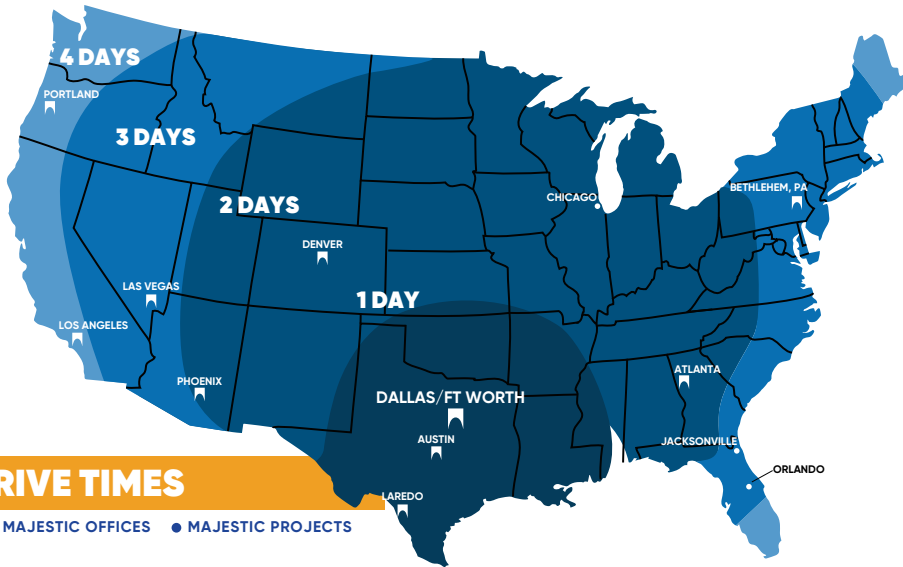 4 DAYS
PORTLAND
3 DAYS
CHICAGO
BETHLEHEM, PA
2 DAYS
DENVER
LAS VEGAS
1 DAY
LOS ANGELES
PHOENIX
ATLANTA
DALLAS/FT WORTH
AUSTIN
JACKSONVILLE
ORLANDO
LAREDO
RIVE TIMES
MAJESTIC OFFICES
MAJESTIC PROJECTS